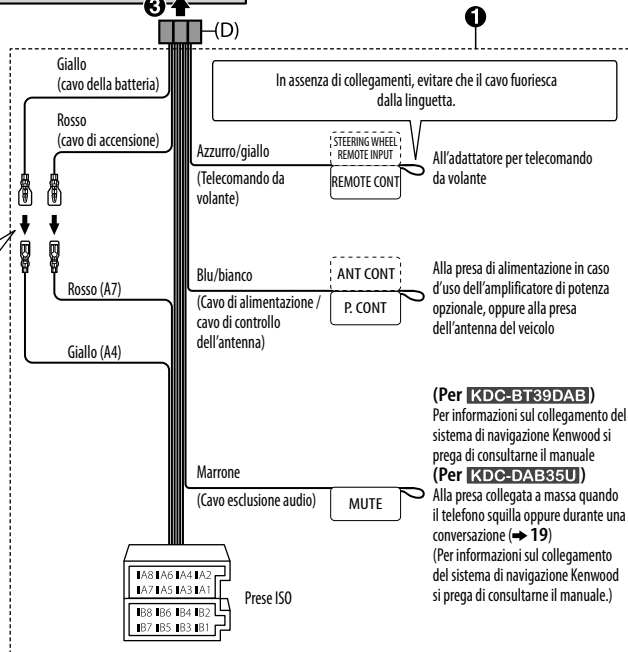 ❸
(D)
❶
Giallo
(cavo della batteria)
In assenza di collegamenti, evitare che il cavo fuoriesca
dalla linguetta.
Rosso
(cavo di accensione)
Azzurro/giallo
(Telecomando da
volante)
STEERING WHEEL
REMOTE INPUT
REMOTE CONT
All'adattatore per telecomando
da volante
Rosso (A7)
Giallo (A4)
Blu/bianco
(Cavo di alimentazione /
cavo di controllo
dell'antenna)
ANT CONT
P. CONT
Alla presa di alimentazione in caso
d'uso dell'amplificatore di potenza
opzionale, oppure alla presa
dell'antenna del veicolo
Marrone
(Cavo esclusione audio)
MUTE
(Per KDC-BT39DAB)
Per informazioni sul collegamento del
sistema di navigazione Kenwood si
prega di consultarne il manuale
(Per KDC-DAB35U)
Alla presa collegata a massa quando
il telefono squilla oppure durante una
conversazione (➡ 19)
(Per informazioni sul collegamento
del sistema di navigazione Kenwood
si prega di consultarne il manuale.)
A8 A6 A4 A2
A7 A5 A3 A1
B8 B6 B4 B2
B7 B5 B3 B1
Prese ISO